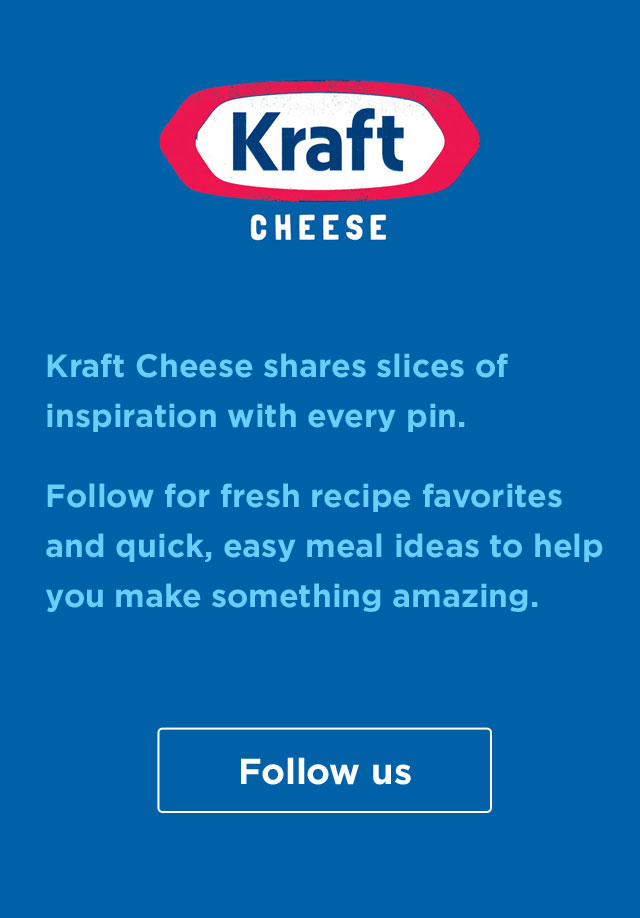 Kraft
CHEESE
Kraft Cheese shares slices of
inspiration with every pin.
Follow for fresh recipe favorites
and quick, easy meal ideas to help
you make something amazing.
Follow us